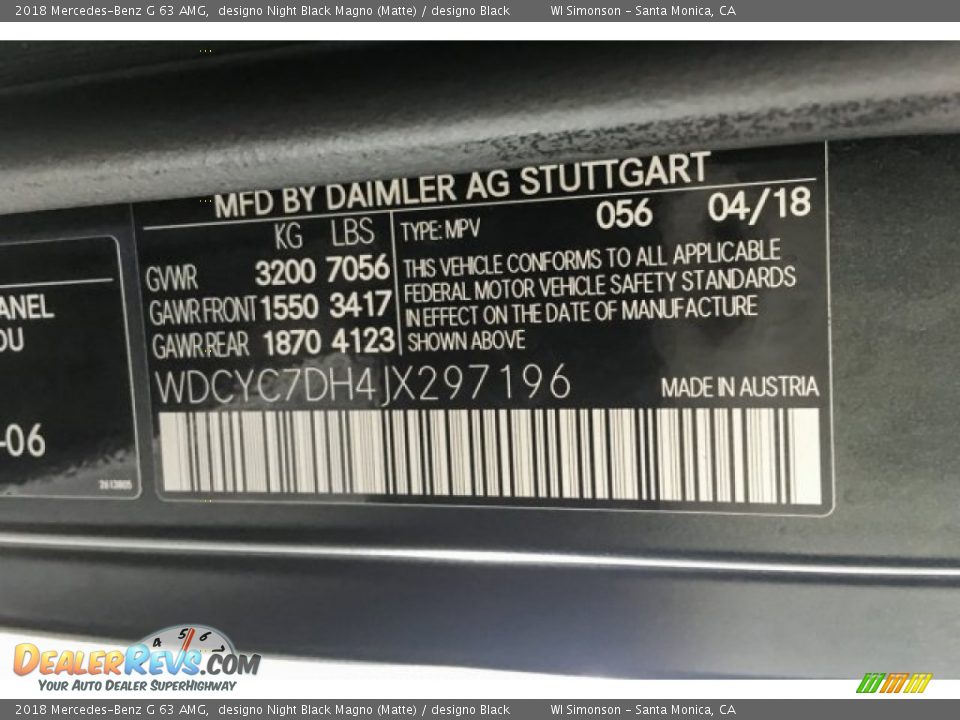 2018 Mercedes-Benz G 63 AMG, designo Night Black Magno (Matte) / designo Black WI Simonson - Santa Monica, CA
MFD BY DAIMLER AG STUTTGART
KG LBS
GVWR 3200 7056
GAWR FRONT 1550 3417
GAWR REAR 1870 4123
TYPE: MPV 056 04/18
THIS VEHICLE CONFORMS TO ALL APPLICABLE
FEDERAL MOTOR VEHICLE SAFETY STANDARDS
IN EFFECT ON THE DATE OF MANUFACTURE
SHOWN ABOVE
WDCYC7DH4JX297196
MADE IN AUSTRIA
ANEL
OU
-06
2613805
4 5 6
DEALERREVS.COM
YOUR AUTO DEALER SUPERHIGHWAY
2018 Mercedes-Benz G 63 AMG, designo Night Black Magno (Matte) / designo Black WI Simonson - Santa Monica, CA